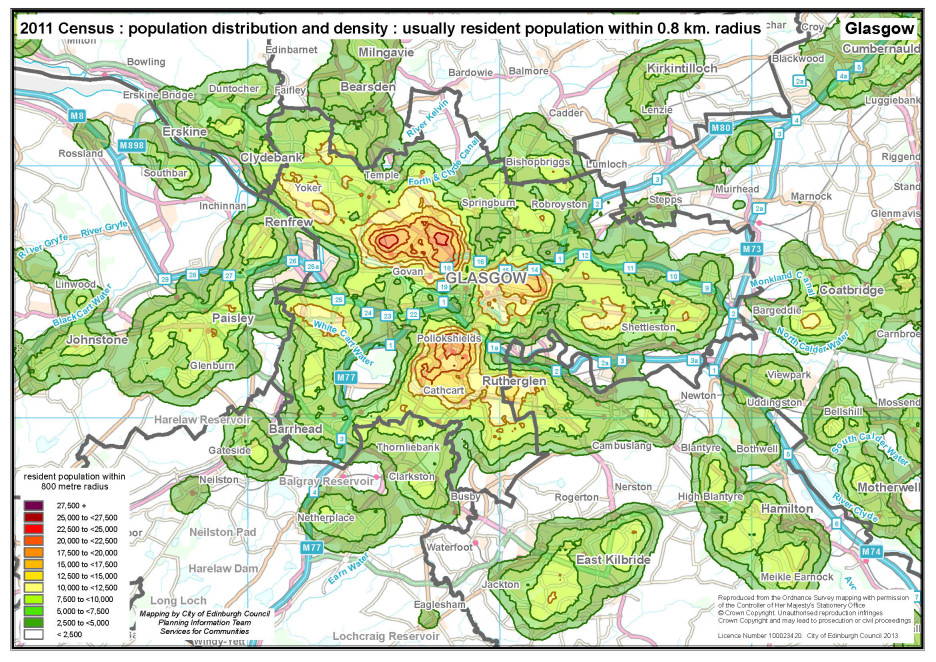 2011 Census : population distribution and density : usually resident population within 0.8 km. radius
Glasgow
Milton
Bowling
Edinbarnet
Milngavie
Bardowie
Balmore
Kirkintilloch
Croy
Blackwood
Cumbernauld
Erskine Bridge
Duntocher
Faifley
Bearsden
River Kelvin
Cadder
Lenzie
Luggiebank
M8
M898
M80
Erskine
Rossland
Southbar
Clydebank
Temple
Forth & Clyde Canal
Bishopbriggs
Lumloch
Riggend
Yoker
Springburn
Robroyston
Stepps
Muirhead
Marnock
Stand
Glenmavis
Inchinnan
Renfrew
River Gryfe
River Gryfe
Govan
GLASGOW
M73
Monkland Canal
Coatbridge
Linwood
BlackCart Water
Paisley
White Cart Water
Shettleston
Bargeddie
North Calder Water
Carnbroe
Johnstone
Glenburn
Pollokshields
Cathcart
Rutherglen
M77
Newton
Viewpark
Uddingston
Mossend
Bellshill
Harelaw Reservoir
Barrhead
Gateside
Thornliebank
Cambuslang
Blantyre
Bothwell
South Calder Water
Neilston
Balgray Reservoir
Clarkston
Busby
Rogerton
Nerston
High Blantyre
Motherwell
River Clyde
Hamilton
Netherplace
Neilston Pad
M77
Waterfoot
East Kilbride
M74
Harelaw Dam
Earn Water
Jackton
Meikle Earnock
Long Loch
Eaglesham
Lochcraig Reservoir
resident population within
800 metre radius
27,500 +
25,000 to <27,500
22,500 to <25,000
20,000 to <22,500
17,500 to <20,000
15,000 to <17,500
12,500 to <15,000
10,000 to <12,500
7,500 to <10,000
5,000 to <7,500
2,500 to <5,000
< 2,500
Mapping by City of Edinburgh Council
Planning Information Team
Services for Communities
Reproduced from the Ordnance Survey mapping with permission
of the Controller of Her Majesty's Stationery Office
© Crown Copyright. Unauthorised reproduction infringes
Crown Copyright and may lead to prosecution or civil proceedings
Licence Number 100023420. City of Edinburgh Council 2013